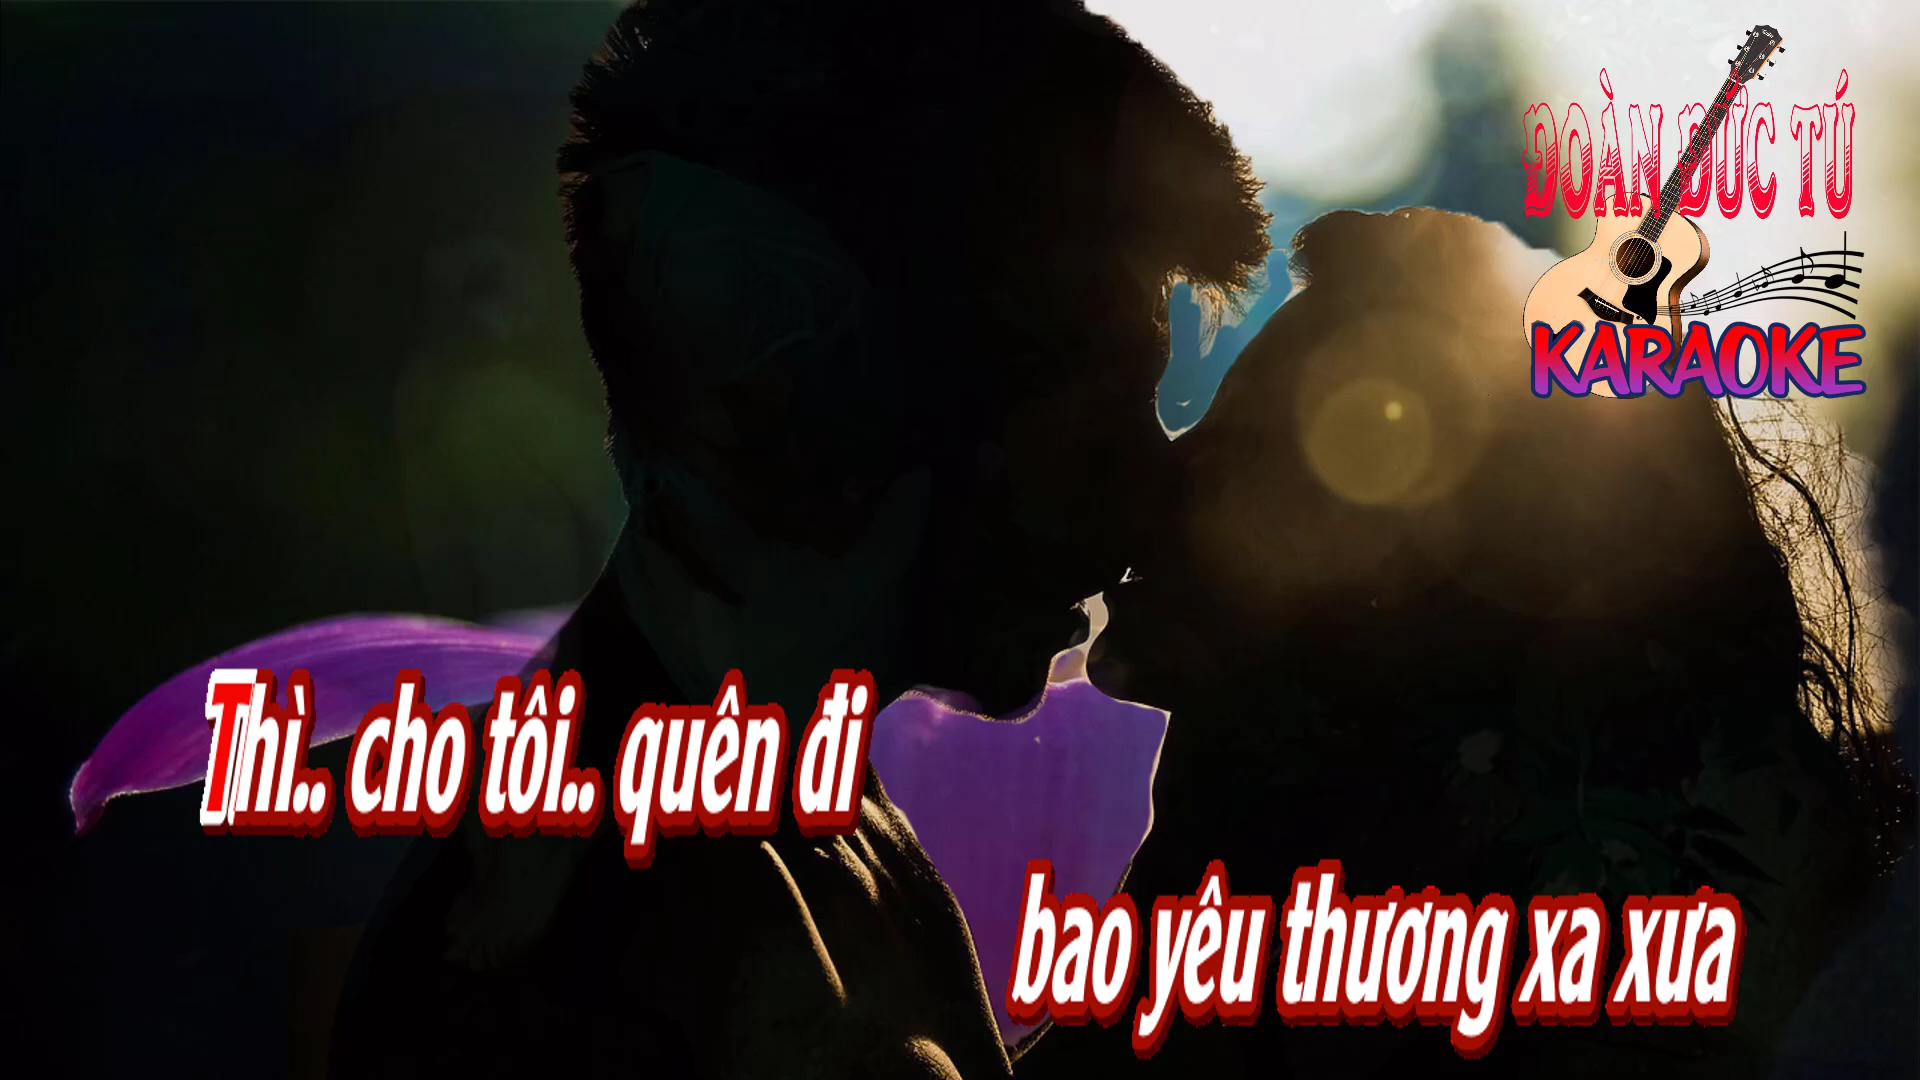 ĐOÀN ĐỨC TÚ
KARAOKE
Thì.. cho tôi.. quên đi
bao yêu thương xa xưa